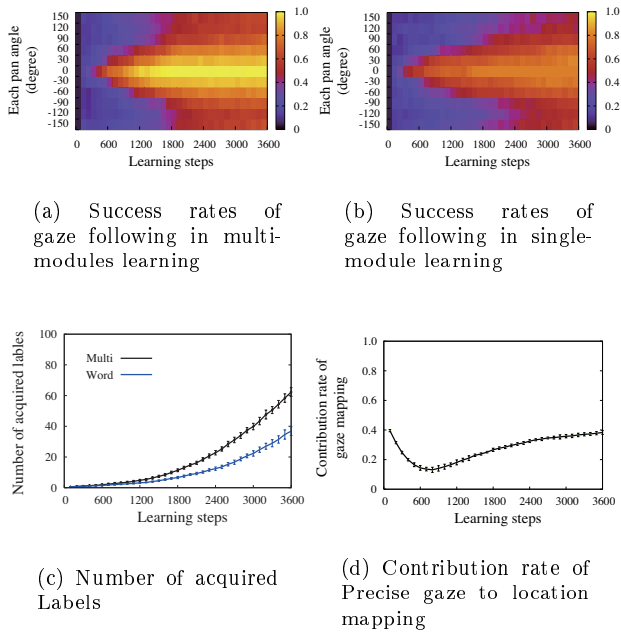 150
120
90
60
30
0
-30
-60
-90
-120
-150
Each pan angle
(degree)
0 600 1200 1800 2400 3000 3600
Learning steps
1.0
0.8
0.6
0.4
0.2
0
150
120
90
60
30
0
-30
-60
-90
-120
-150
Each pan angle
(degree)
0 600 1200 1800 2400 3000 3600
Learning steps
1.0
0.8
0.6
0.4
0.2
0
(a) Success rates of
gaze following in multi-
modules learning
(b) Success rates of
gaze following in single-
module learning
100
80
60
40
20
0
Number of acquired lables
Multi
Word
0 600 1200 1800 2400 3000 3600
Learning steps
1.0
0.8
0.6
0.4
0.2
0
Contribution rate of
gaze mapping
0 600 1200 1800 2400 3000 3600
Learning steps
(c) Number of acquired
Labels
(d) Contribution rate of
Precise gaze to location
mapping